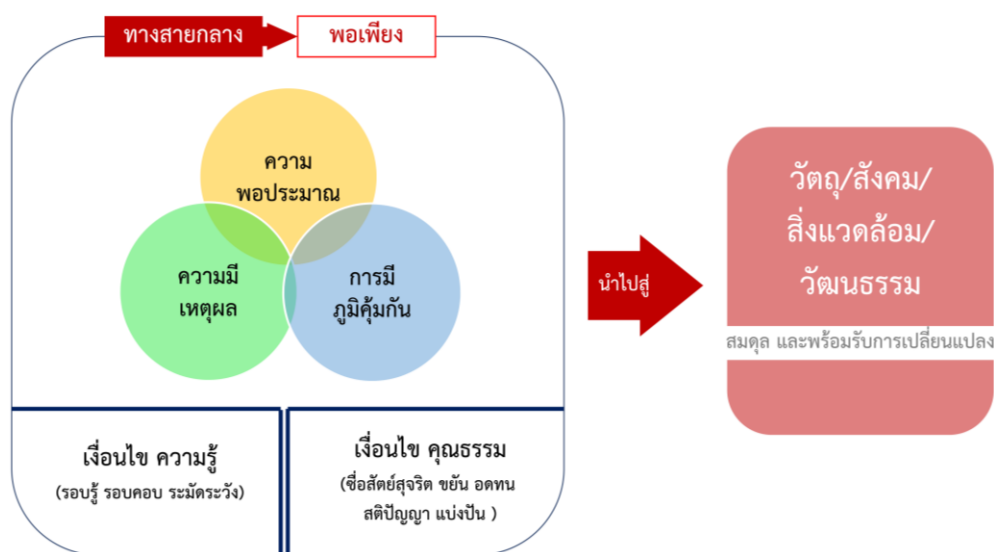 ทางสายกลาง
พอเพียง
ความ
พอประมาณ
ความมี
เหตุผล
การมี
ภูมิคุ้มกัน
เงื่อนไข ความรู้
(รอบรู้ รอบคอบ ระมัดระวัง)
เงื่อนไข คุณธรรม
(ซื่อสัตย์สุจริต ขยัน อดทน
สติปัญญา แบ่งปัน )
นำไปสู่
วัตถุ/สังคม/
สิ่งแวดล้อม/
วัฒนธรรม
สมดุล และพร้อมรับการเปลี่ยนแปลง